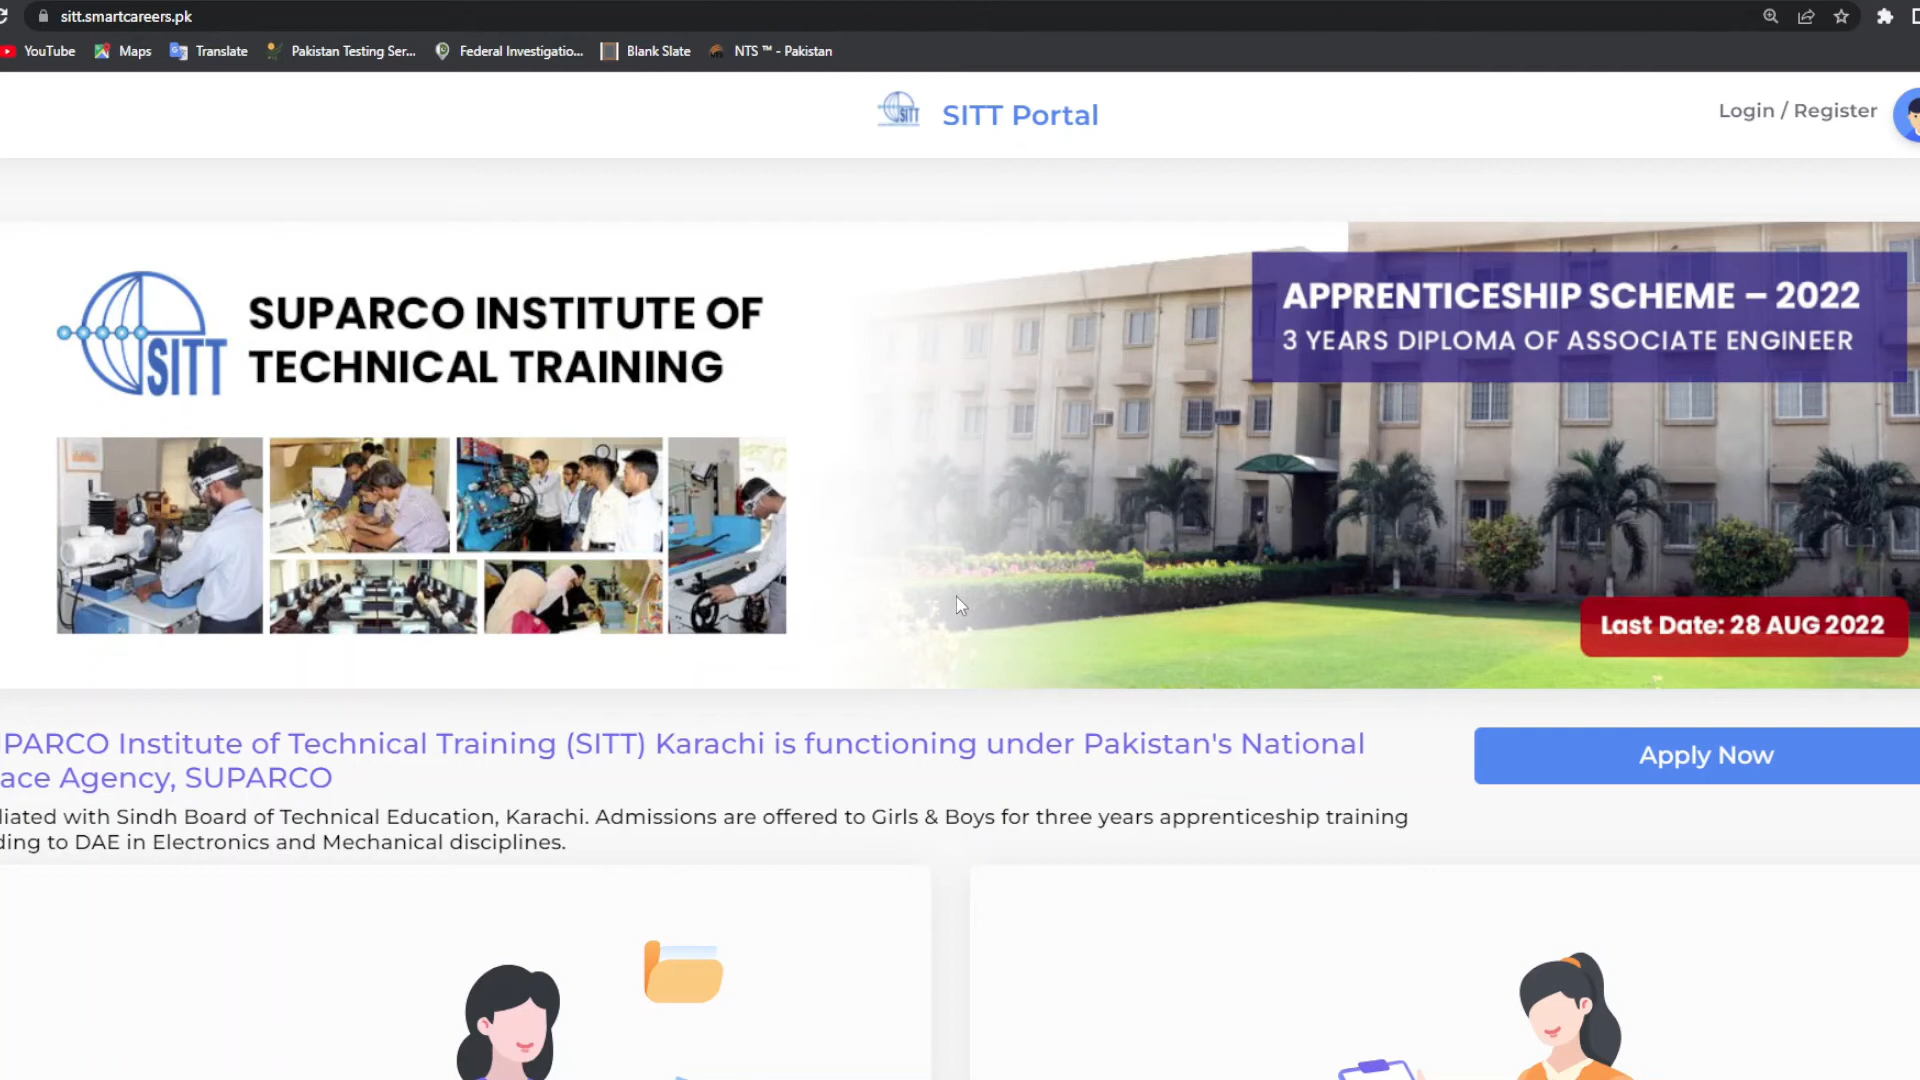 sitt.smartcareers.pk
YouTube Maps Translate Pakistan Testing Ser... Federal Investigatio... Blank Slate NTS ™ - Pakistan
SITT SITT Portal
Login / Register
SITT
SUPARCO INSTITUTE OF
TECHNICAL TRAINING
APPRENTICESHIP SCHEME – 2022
3 YEARS DIPLOMA OF ASSOCIATE ENGINEER
Last Date: 28 AUG 2022
PARCO Institute of Technical Training (SITT) Karachi is functioning under Pakistan's National
ace Agency, SUPARCO
Apply Now
liated with Sindh Board of Technical Education, Karachi. Admissions are offered to Girls & Boys for three years apprenticeship training
ding to DAE in Electronics and Mechanical disciplines.